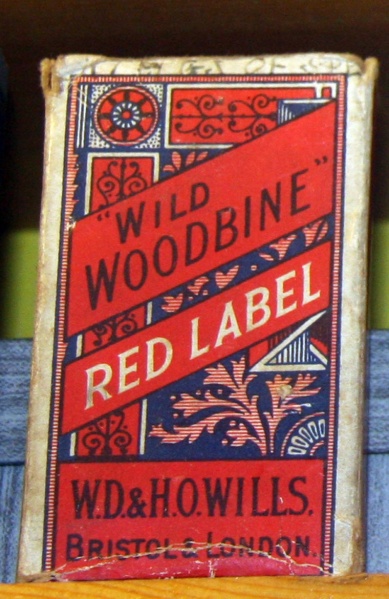 "WILD
WOODBINE"
RED LABEL
W.D.&H.O.WILLS,
BRISTOL & LONDON.